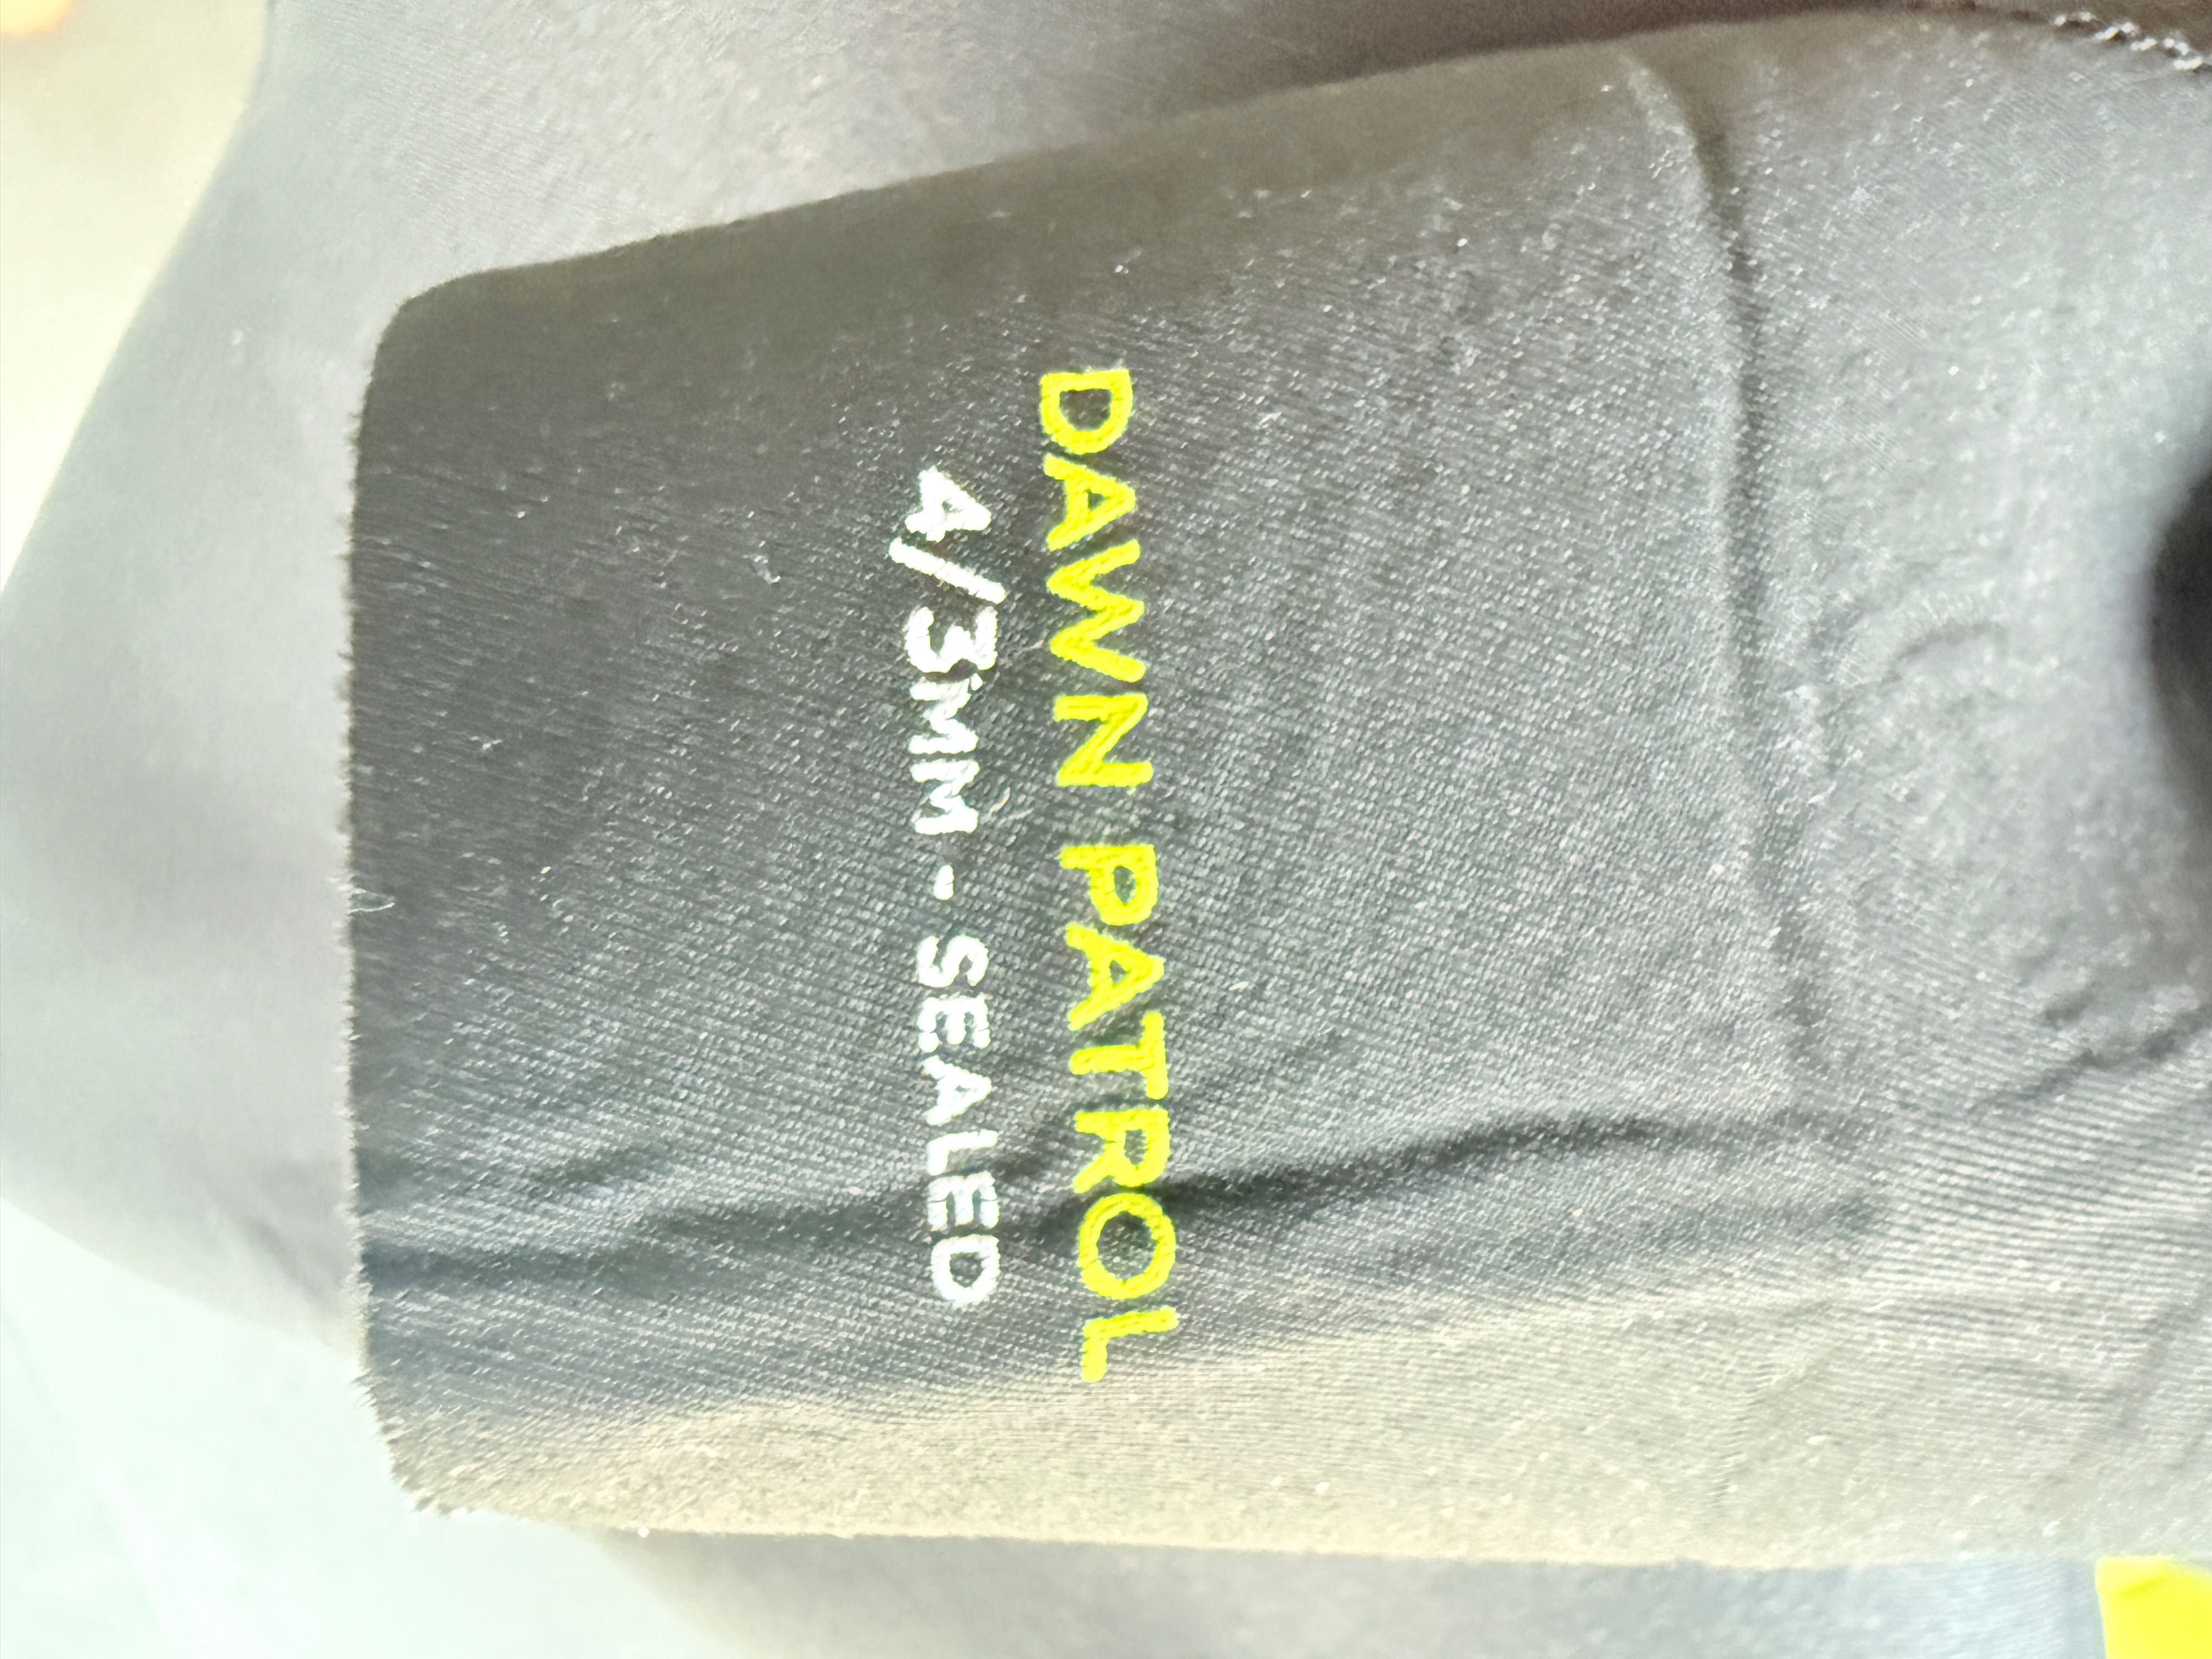 DAWN PATROL
4/3MM - SEALED